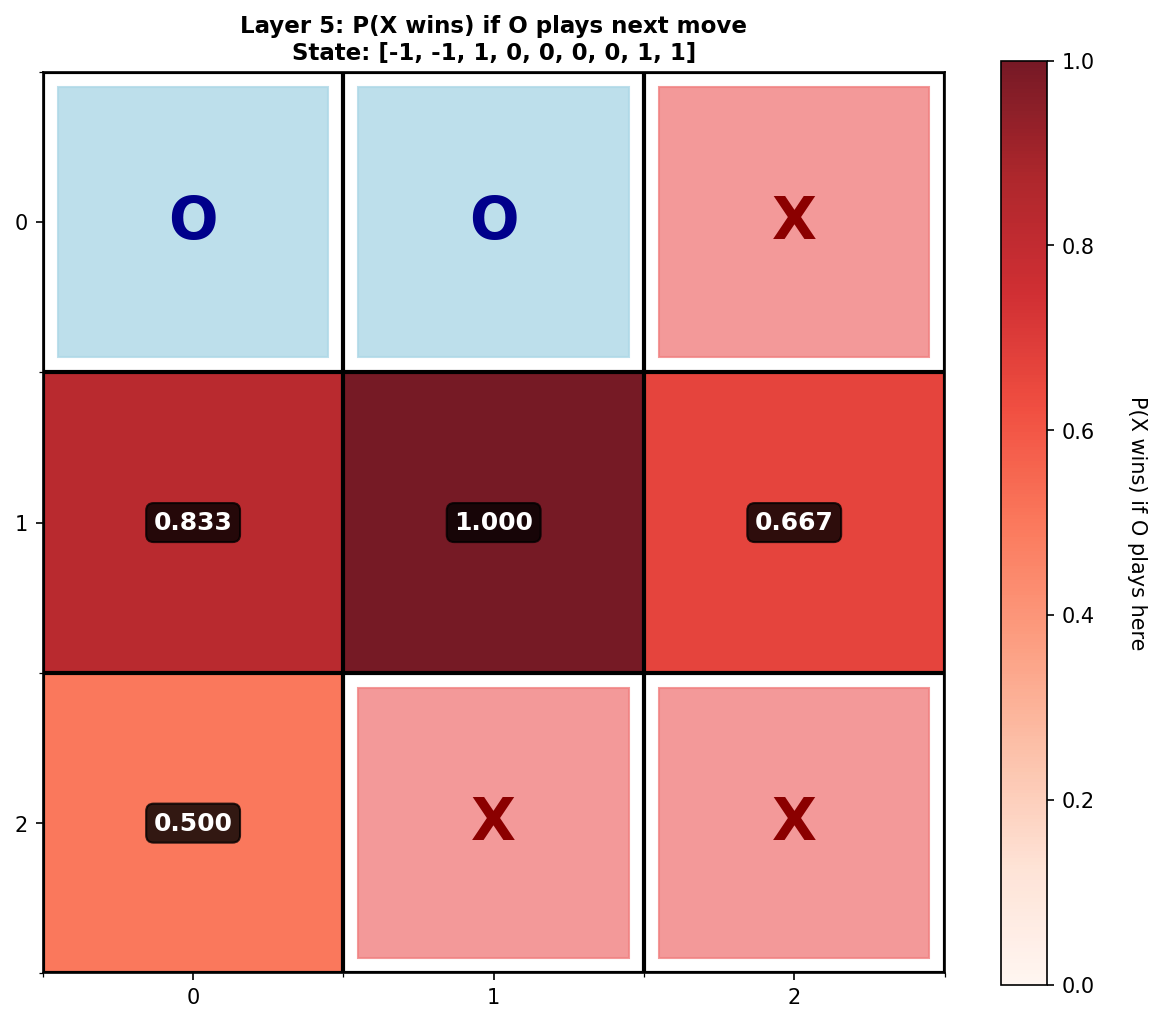 Layer 5: P(X wins) if O plays next move
State: [-1, -1, 1, 0, 0, 0, 0, 1, 1]
0
O
O
X
1
0.833
1.000
0.667
2
0.500
X
X
0
1
2
1.0
0.8
0.6
0.4
0.2
0.0
P(X wins) if O plays here